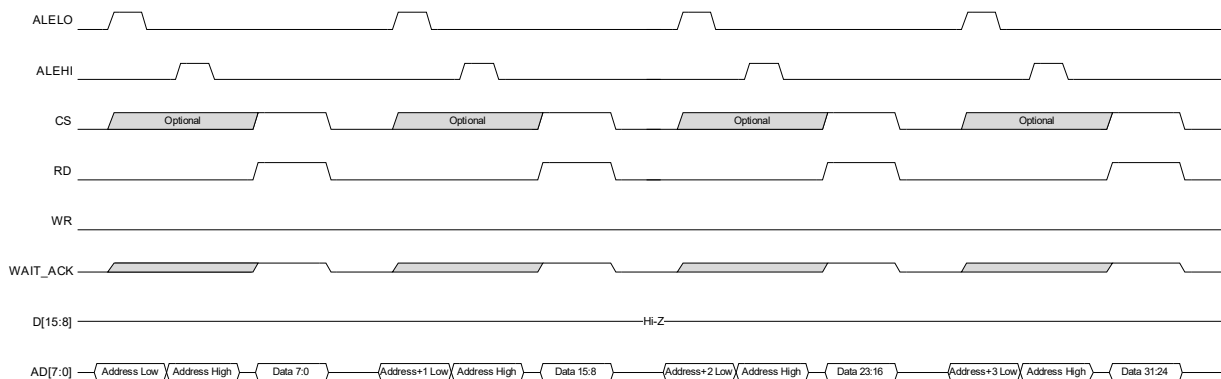 ALELO
ALEHI
CS Optional Optional Optional Optional
RD
WR
WAIT_ACK
D[15:8] Hi-Z
AD[7:0] Address Low Address High Data 7:0 Address+1 Low Address High Data 15:8 Address+2 Low Address High Data 23:16 Address+3 Low Address High Data 31:24